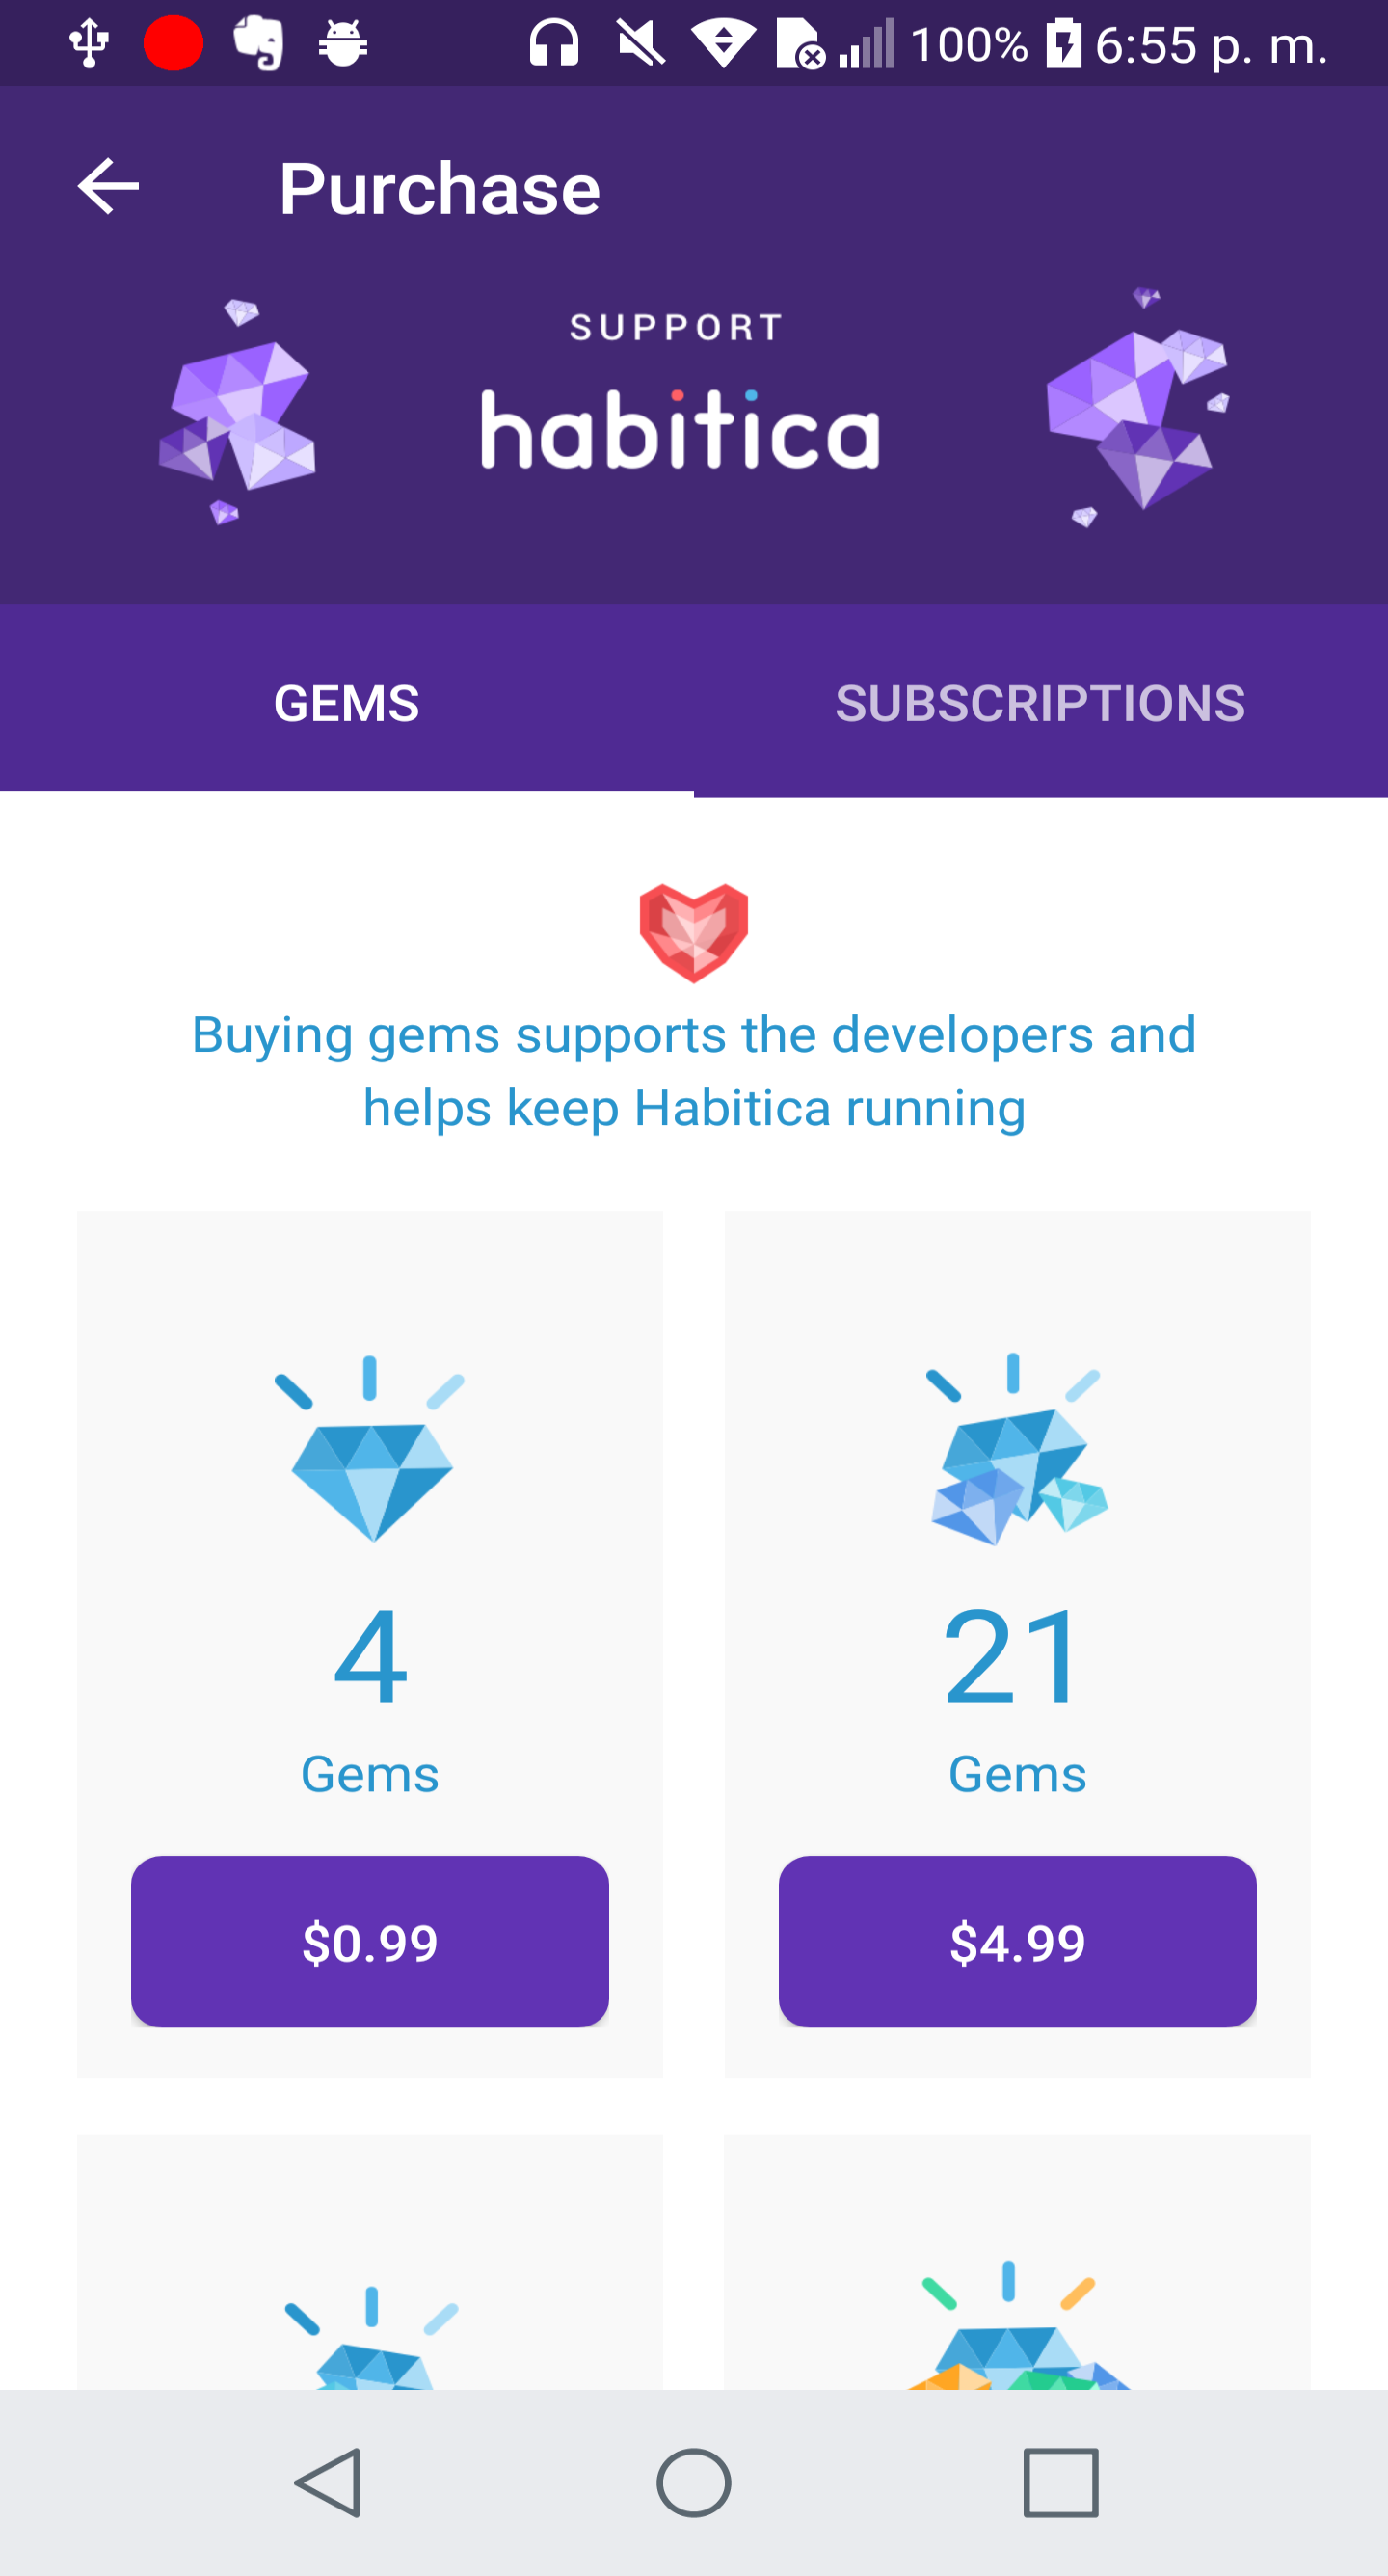 100% 6:55 p. m.
Purchase
SUPPORT
habitica
GEMS
SUBSCRIPTIONS
Buying gems supports the developers and
helps keep Habitica running
4
Gems
$0.99
21
Gems
$4.99